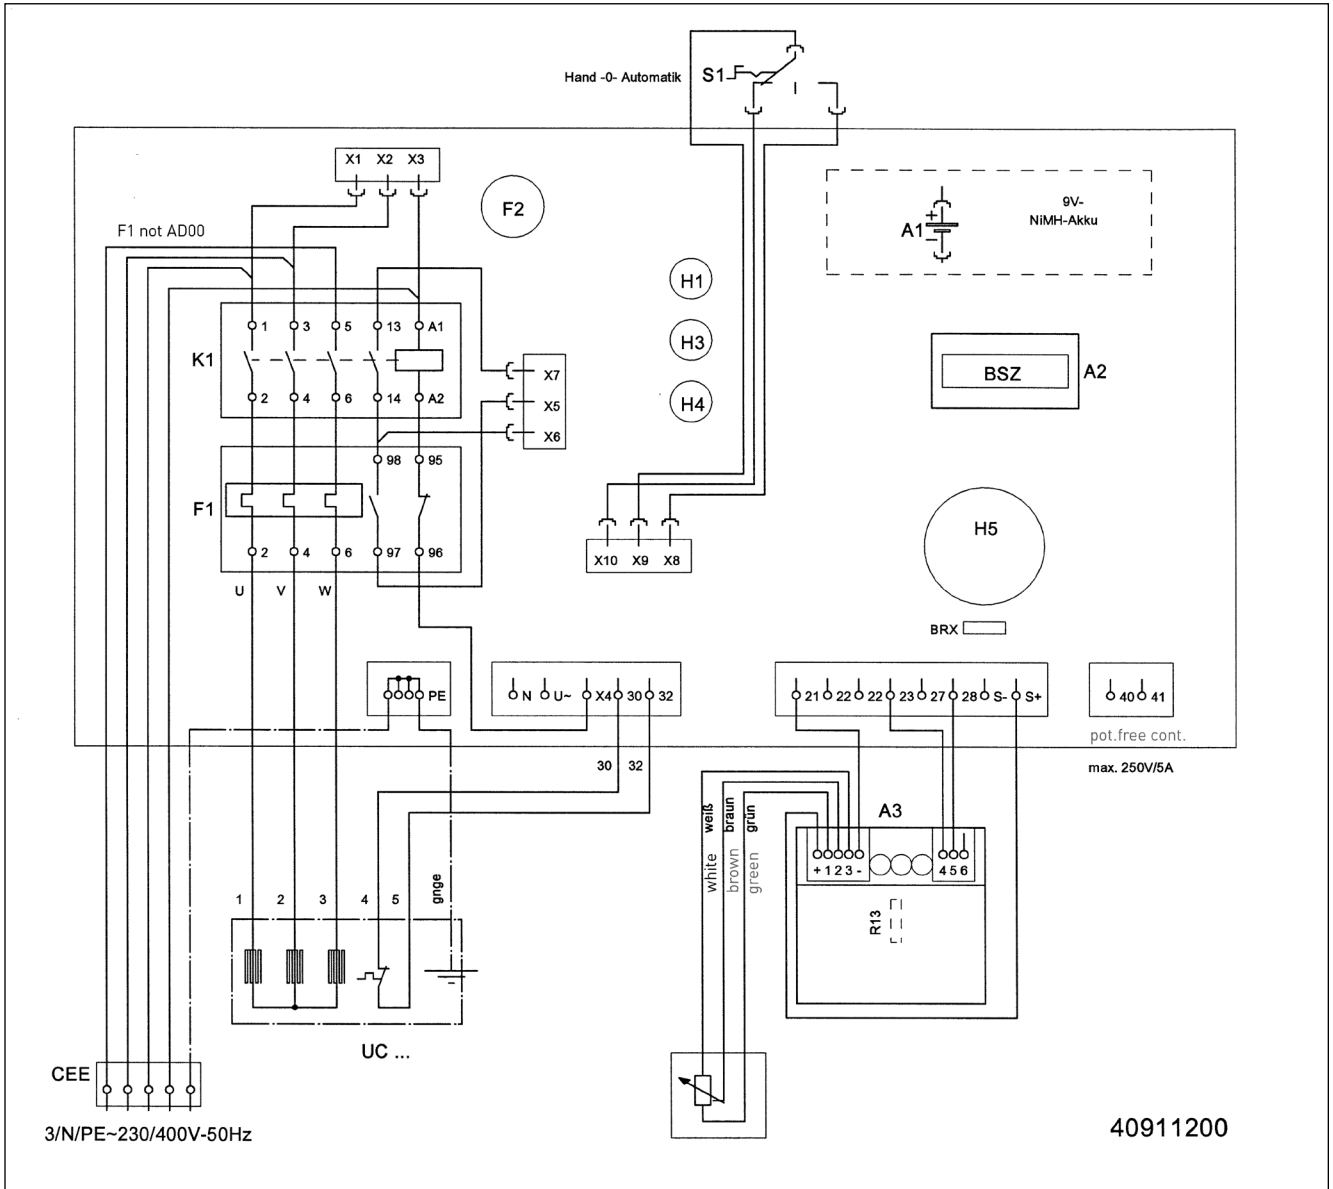 Hand -0- Automatik
S1
I
X1 X2 X3
F2
9V-
NiMH-Akku
A1
+
-
F1 not AD00
H1
H3
H4
1 3 5 13 A1
K1
2 4 6 14 A2
X7
X5
X6
BSZ
A2
98 95
F1
2 4 6 97 96
U V W
X10 X9 X8
H5
BRX
PE
N U~ X4 30 32
21 22 22 23 27 28 S- S+
40 41
pot.free cont.
max. 250V/5A
30 32
weiß
braun
grün
white
brown
green
A3
+ 1 2 3 -
4 5 6
R13
1 2 3 4 5 gnge
UC ...
CEE
3/N/PE~230/400V-50Hz
40911200